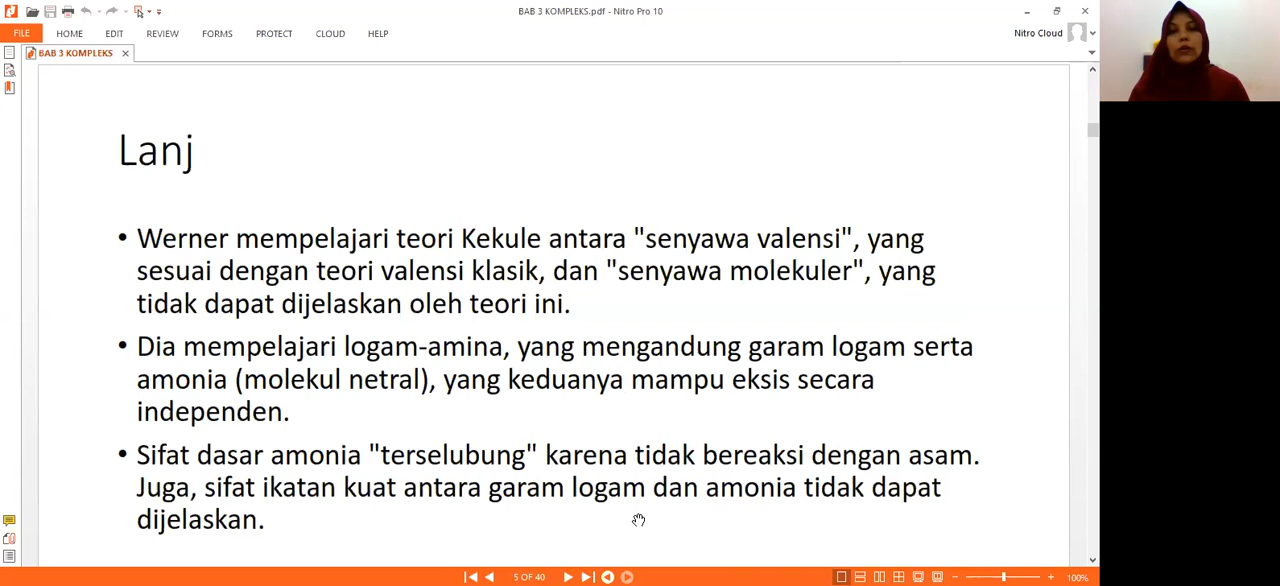 BAB 3 KOMPLEKS.pdf - Nitro Pro 10
FILE HOME EDIT REVIEW FORMS PROTECT CLOUD HELP
Nitro Cloud
BAB 3 KOMPLEKS
Lanj
• Werner mempelajari teori Kekule antara "senyawa valensi", yang
sesuai dengan teori valensi klasik, dan "senyawa molekuler", yang
tidak dapat dijelaskan oleh teori ini.
• Dia mempelajari logam-amina, yang mengandung garam logam serta
amonia (molekul netral), yang keduanya mampu eksis secara
independen.
• Sifat dasar amonia "terselubung" karena tidak bereaksi dengan asam.
Juga, sifat ikatan kuat antara garam logam dan amonia tidak dapat
dijelaskan.
5 OF 40
100%